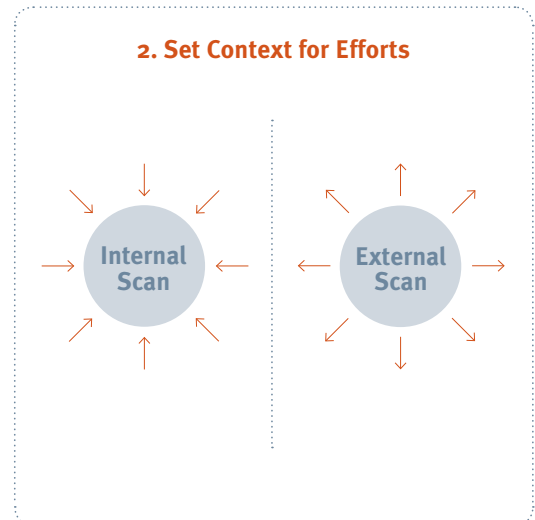 2. Set Context for Efforts
Internal
Scan
External
Scan